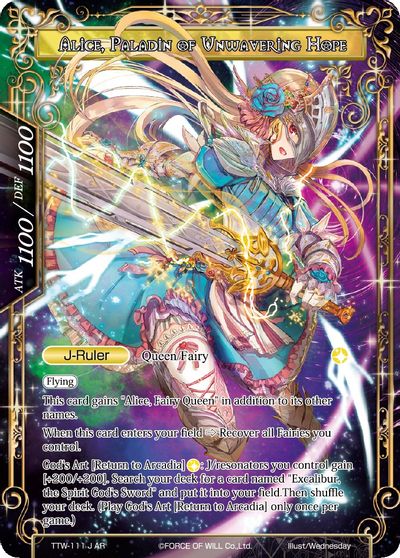 Alice, Paladin of Unwavering Hope
ATK 1100 / DEF 1100
J-Ruler
Queen/Fairy
Flying
This card gains "Alice, Fairy Queen" in addition to its other
names.
When this card enters your field ⇨ Recover all Fairies you
control.
God's Art [Return to Arcadia] : J/resonators you control gain
[+200/+200]. Search your deck for a card named "Excalibur,
the Spirit God's Sword" and put it into your field.Then shuffle
your deck. (Play God's Art [Return to Arcadia] only once per
game.)
TTW-111 J AR
©FORCE OF WILL Co.,Ltd.
illust/Wednesday